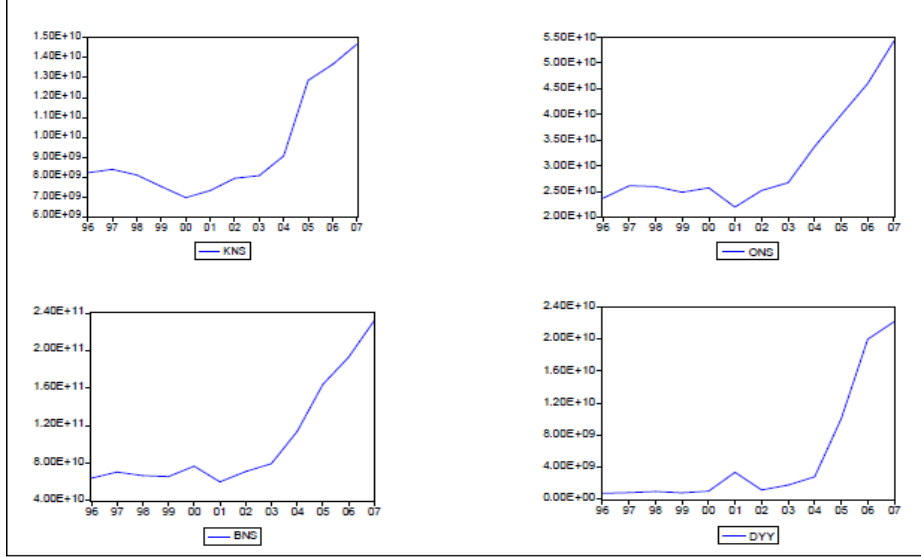 1.50E+10
1.40E+10
1.30E+10
1.20E+10
1.10E+10
1.00E+10
9.00E+09
8.00E+09
7.00E+09
6.00E+09
96 97 98 99 00 01 02 03 04 05 06 07
KNS
5.50E+10
5.00E+10
4.50E+10
4.00E+10
3.50E+10
3.00E+10
2.50E+10
2.00E+10
96 97 98 99 00 01 02 03 04 05 06 07
ONS
2.40E+11
2.00E+11
1.60E+11
1.20E+11
8.00E+10
4.00E+10
96 97 98 99 00 01 02 03 04 05 06 07
BNS
2.40E+10
2.00E+10
1.60E+10
1.20E+10
8.00E+09
4.00E+09
0.00E+00
96 97 98 99 00 01 02 03 04 05 06 07
DYY